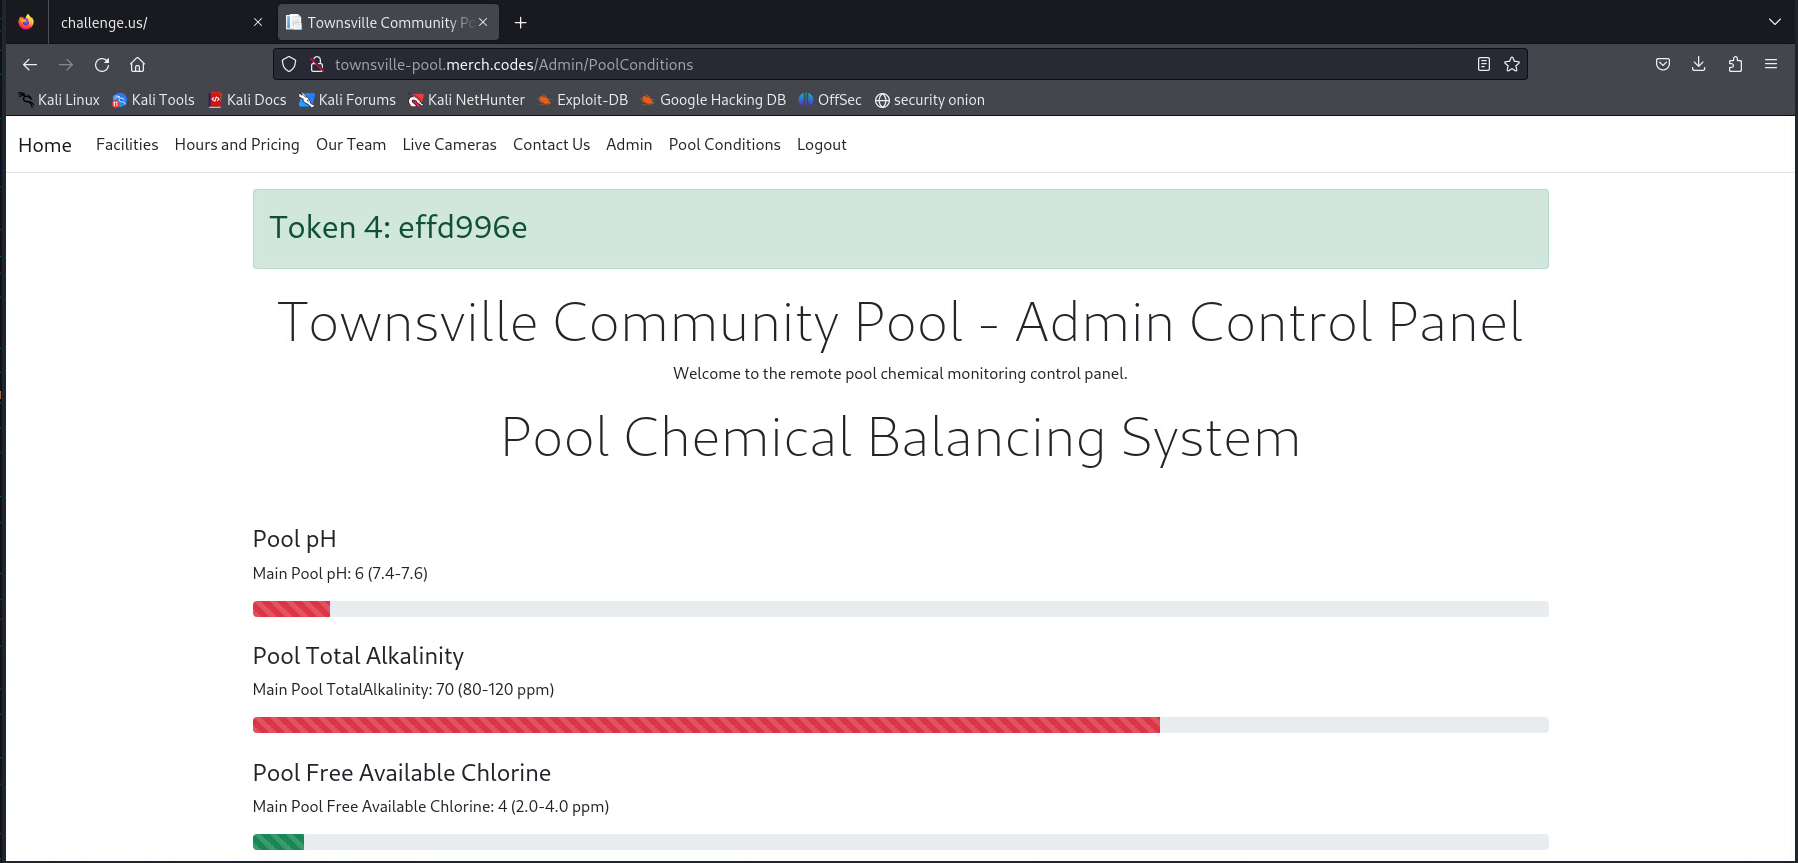 challenge.us/
Townsville Community Po
townsville-pool.merch.codes/Admin/PoolConditions
Kali Linux Kali Tools Kali Docs Kali Forums Kali NetHunter Exploit-DB Google Hacking DB OffSec security onion
Home Facilities Hours and Pricing Our Team Live Cameras Contact Us Admin Pool Conditions Logout
Token 4: effd996e
Townsville Community Pool - Admin Control Panel
Welcome to the remote pool chemical monitoring control panel.
Pool Chemical Balancing System
Pool pH
Main Pool pH: 6 (7.4-7.6)
Pool Total Alkalinity
Main Pool TotalAlkalinity: 70 (80-120 ppm)
Pool Free Available Chlorine
Main Pool Free Available Chlorine: 4 (2.0-4.0 ppm)